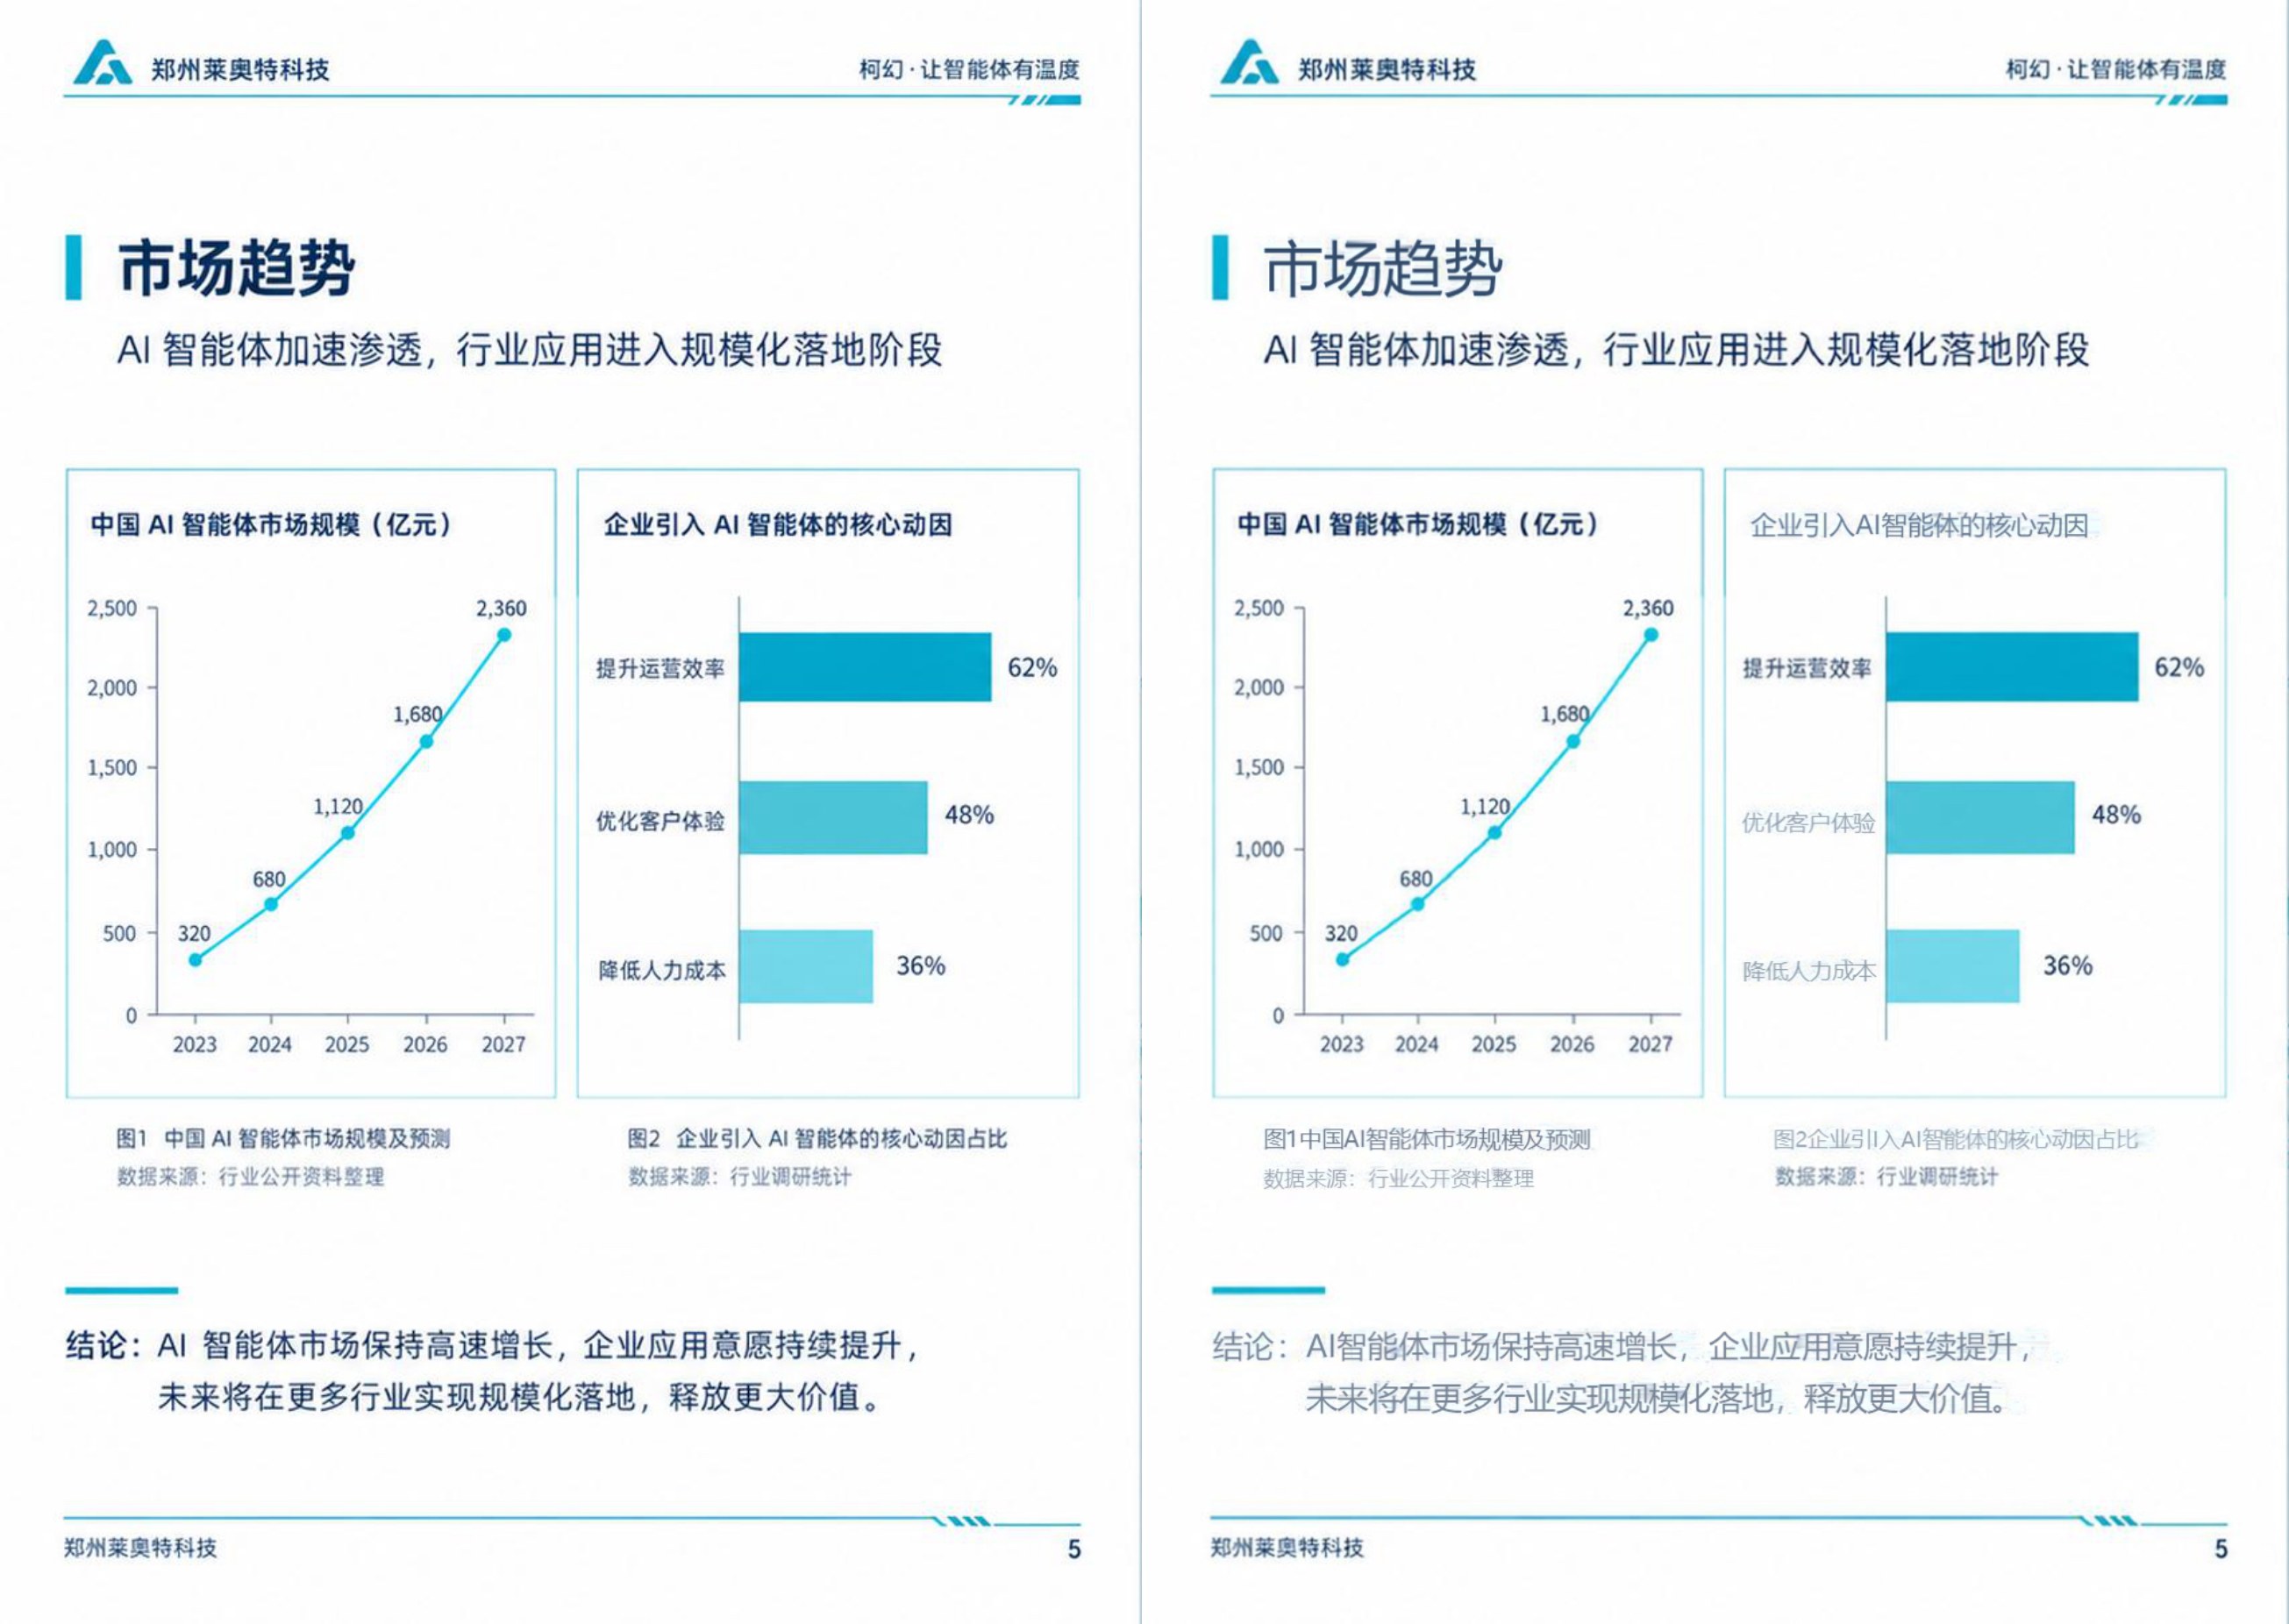 郑州莱奥特科技
柯幻·让智能体有温度
市场趋势
AI 智能体加速渗透，行业应用进入规模化落地阶段
中国 AI 智能体市场规模（亿元）
2,500
2,000
1,500
1,000
500
0
320
680
1,120
1,680
2,360
2023 2024 2025 2026 2027
企业引入 AI 智能体的核心动因
提升运营效率 62%
优化客户体验 48%
降低人力成本 36%
图1 中国 AI 智能体市场规模及预测
数据来源：行业公开资料整理
图2 企业引入 AI 智能体的核心动因占比
数据来源：行业调研统计
结论：AI 智能体市场保持高速增长，企业应用意愿持续提升，
未来将在更多行业实现规模化落地，释放更大价值。
郑州莱奥特科技
5
郑州莱奥特科技
柯幻·让智能体有温度
市场趋势
AI 智能体加速渗透，行业应用进入规模化落地阶段
中国 AI 智能体市场规模（亿元）
2,500
2,000
1,500
1,000
500
0
320
680
1,120
1,680
2,360
2023 2024 2025 2026 2027
企业引入AI智能体的核心动因
提升运营效率 62%
优化客户体验 48%
降低人力成本 36%
图1中国AI智能体市场规模及预测
数据来源：行业公开资料整理
图2企业引I入AI智能体的核心动因占比
数据来源：行业调研统计
结论：AI智能体市场保持高速增长，企业应用意愿持续提升，
未来将在更多行业实现规模化落地，释放更大价值。
郑州莱奥特科技
5